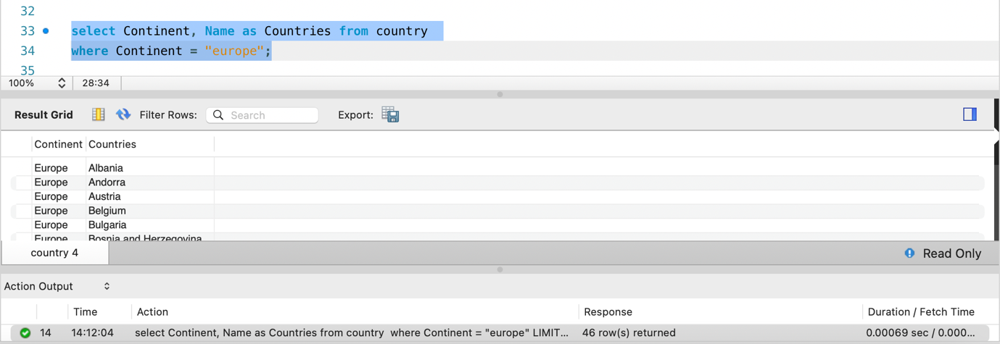 32
33 select Continent, Name as Countries from country
34 where Continent = "europe";
35
100% 28:34
Result Grid Filter Rows: Search Export:
Continent Countries
Europe Albania
Europe Andorra
Europe Austria
Europe Belgium
Europe Bulgaria
Europe Bosnia and Herzegovina
country 4 Read Only
Action Output
Time Action Response Duration / Fetch Time
14 14:12:04 select Continent, Name as Countries from country where Continent = "europe" LIMIT... 46 row(s) returned 0.00069 sec / 0.000...